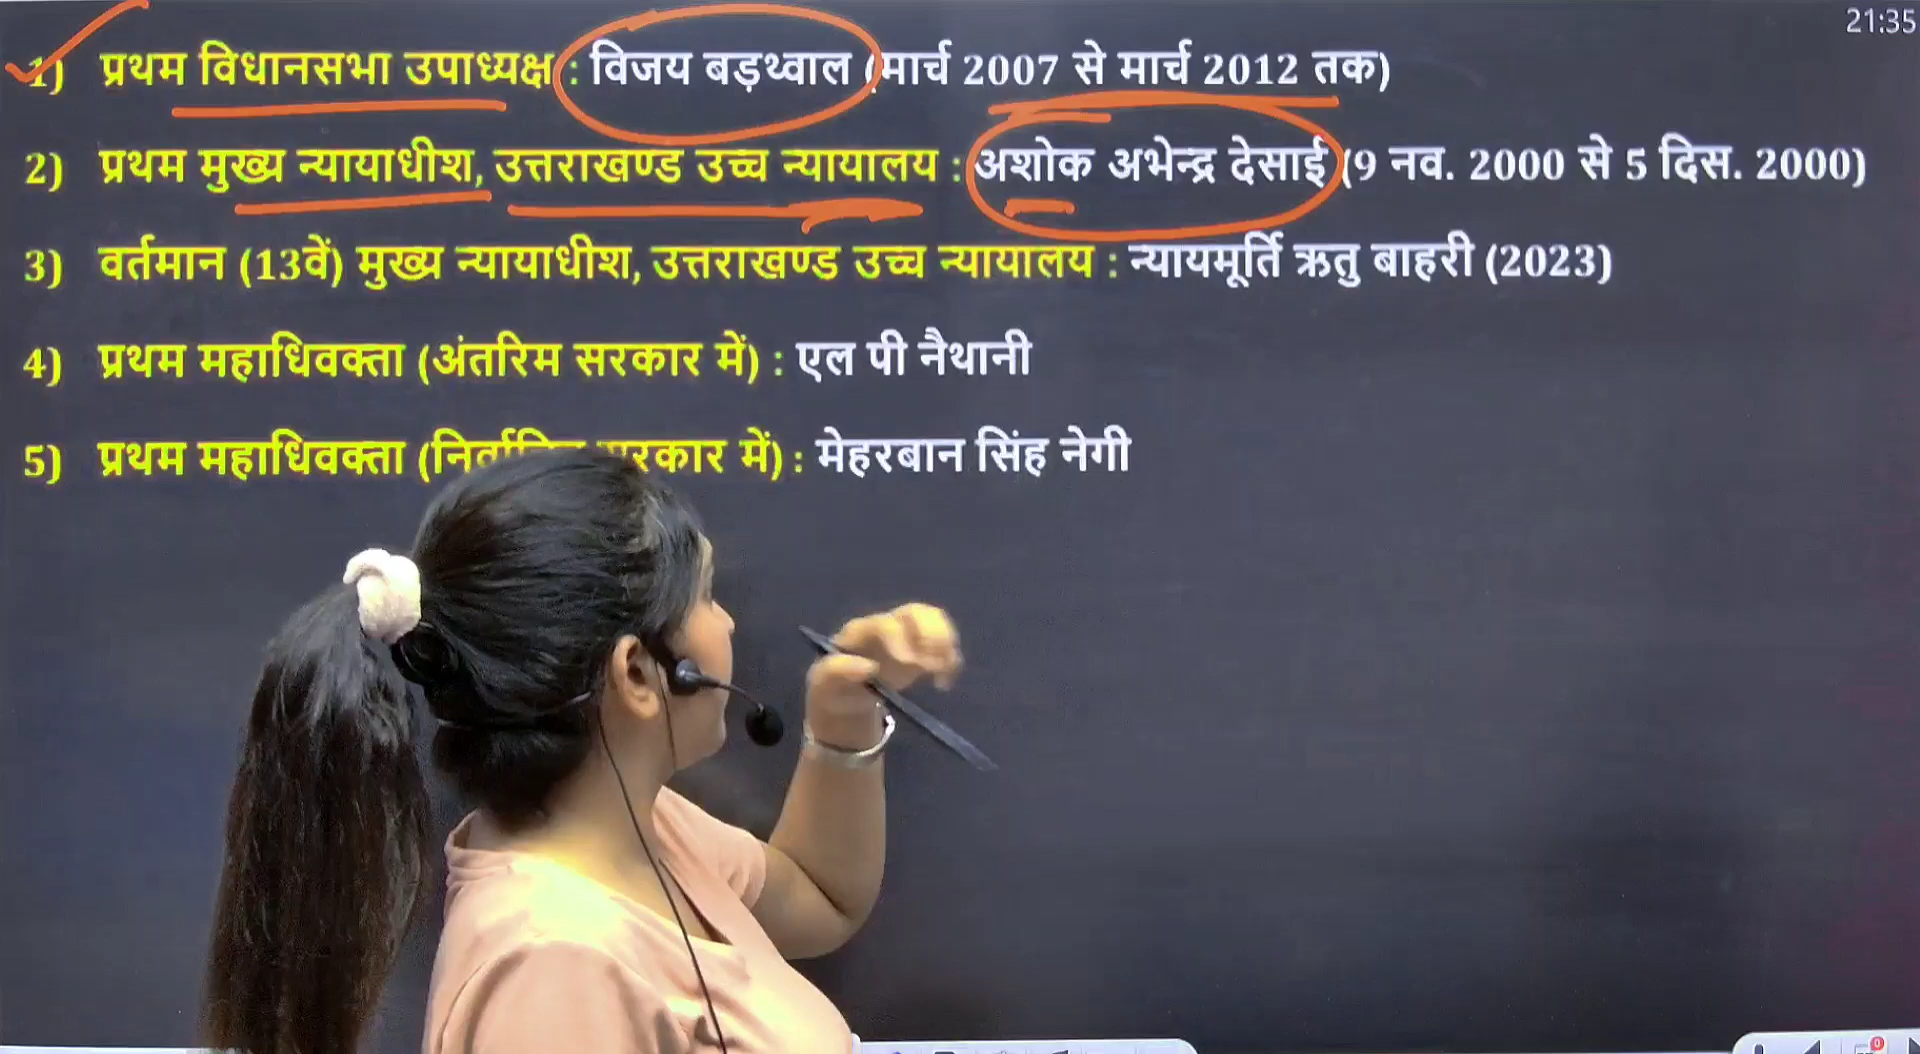 21:35
1) प्रथम विधानसभा उपाध्यक्ष : विजय बड़थ्वाल (मार्च 2007 से मार्च 2012 तक)
2) प्रथम मुख्य न्यायाधीश, उत्तराखण्ड उच्च न्यायालय : अशोक अभेन्द्र देसाई (9 नव. 2000 से 5 दिस. 2000)
3) वर्तमान (13वें) मुख्य न्यायाधीश, उत्तराखण्ड उच्च न्यायालय : न्यायमूर्ति ऋतु बाहरी (2023)
4) प्रथम महाधिवक्ता (अंतरिम सरकार में) : एल पी नैथानी
5) प्रथम महाधिवक्ता ( में) : मेहरबान सिंह नेगी
0